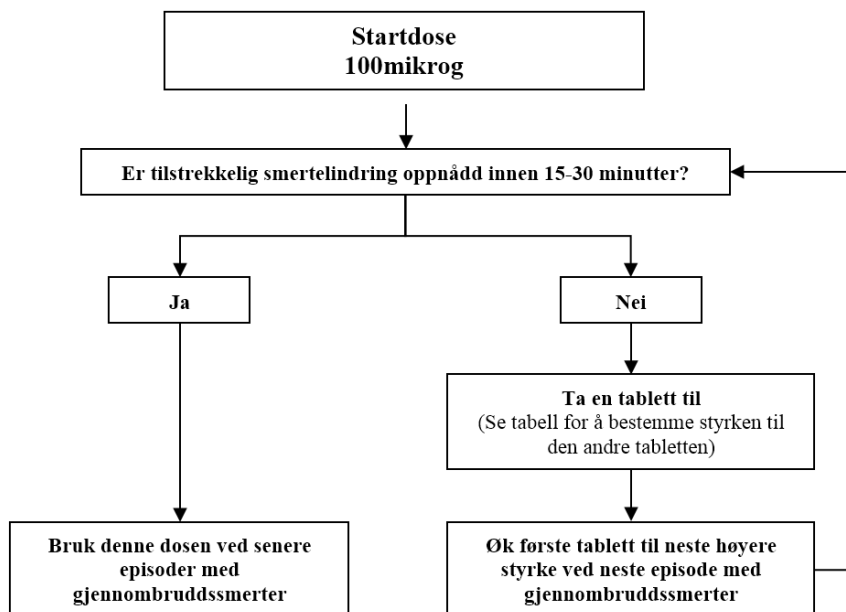 Startdose
100mikrog
Er tilstrekkelig smertelindring oppnådd innen 15-30 minutter?
Ja
Nei
Ta en tablett til
(Se tabell for å bestemme styrken til
den andre tabletten)
Bruk denne dosen ved senere
episoder med
gjennombruddssmerter
Øk første tablett til neste høyere
styrke ved neste episode med
gjennombruddssmerter